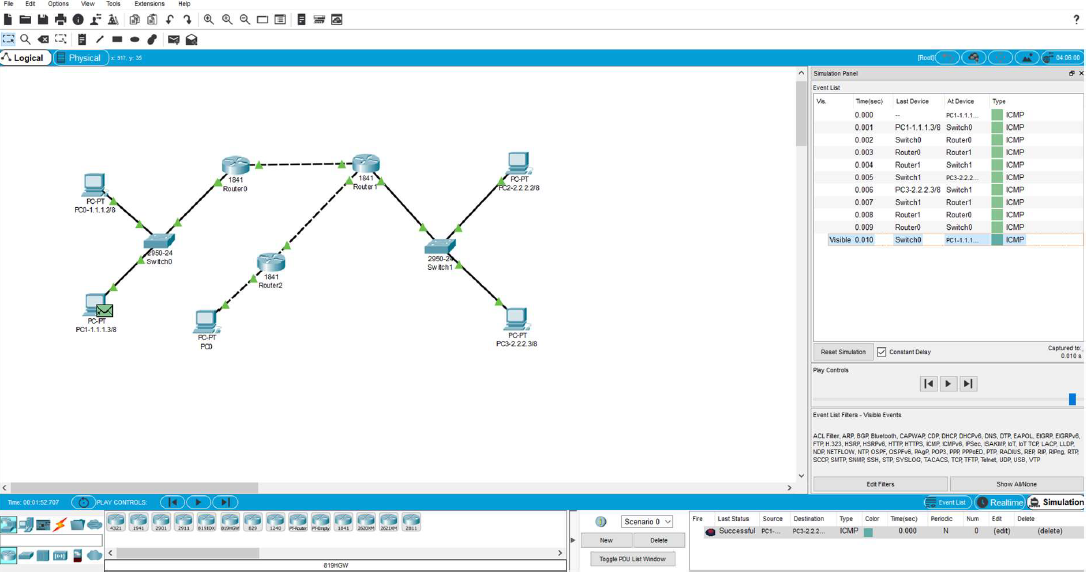 File Edit Options View Tools Extensions Help
?
Logical Physical x: 517, y: 35 [Root] 04:08:00
PC-PT
PC0-1.1.1.2/8
PC-PT
PC1-1.1.1.3/8
2950-24
Switch0
1841
Router0
1841
Router1
1841
Router2
PC-PT
PC0
PC-PT
PC2-2.2.2.2/8
2950-24
Switch1
PC-PT
PC3-2.2.2.3/8
Simulation Panel
Event List
Vis. Time(sec) Last Device At Device Type
0.000 -- PC1-1.1.1... ICMP
0.001 PC1-1.1.1.3/8 Switch0 ICMP
0.002 Switch0 Router0 ICMP
0.003 Router0 Router1 ICMP
0.004 Router1 Switch1 ICMP
0.005 Switch1 PC3-2.2.2... ICMP
0.006 PC3-2.2.2.3/8 Switch1 ICMP
0.007 Switch1 Router1 ICMP
0.008 Router1 Router0 ICMP
0.009 Router0 Switch0 ICMP
Visible 0.010 Switch0 PC1-1.1.1... ICMP
Reset Simulation Constant Delay Captured to:
0.010 s
Play Controls
Event List Filters - Visible Events
ACL Filter, ARP, BGP, Bluetooth, CAPWAP, CDP, DHCP, DHCPv6, DNS, DTP, EAPOL, EIGRP, EIGRPv6,
FTP, H.323, HSRP, HSRPv6, HTTP, HTTPS, ICMP, ICMPv6, IPSec, ISAKMP, IoT, IoT TCP, LACP, LLDP,
NDP, NETFLOW, NTP, OSPF, OSPFv6, PAgP, POP3, PPP, PPPoED, PTP, RADIUS, REP, RIP, RIPng, RTP,
SCCP, SMTP, SNMP, SSH, STP, SYSLOG, TACACS, TCP, TFTP, Telnet, UDP, USB, VTP
Edit Filters Show All/None
Time: 00:01:52.707 PLAY CONTROLS: Event List Realtime Simulation
4321 1941 2901 2911 819IOX 819HGW 829 1240 PT-Router PT-Empty 1841 2620XM 2621XM 2811
819HGW
Scenario 0
New Delete
Toggle PDU List Window
Fire Last Status Source Destination Type Color Time(sec) Periodic Num Edit Delete
Successful PC1-... PC3-2.2.2... ICMP 0.000 N 0 (edit) (delete)